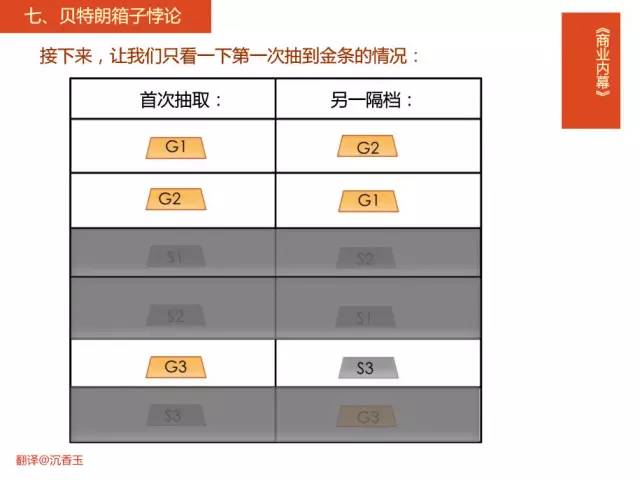 七、贝特朗箱子悖论
《商业内幕》
接下来，让我们只看一下第一次抽到金条的情况：
首次抽取： 另一隔档：
G1 G2
G2 G1
S1 S2
S2 S1
G3 S3
S3 G3
翻译@沉香玉